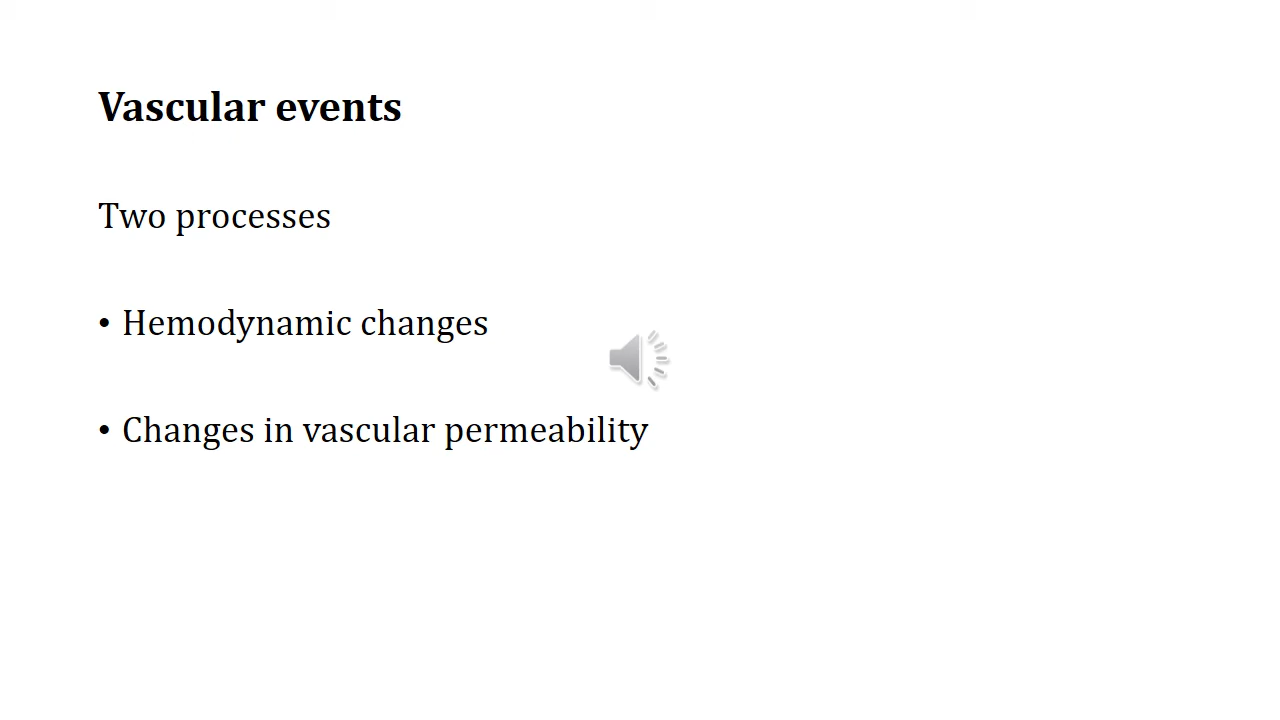 Vascular events
Two processes
• Hemodynamic changes
• Changes in vascular permeability